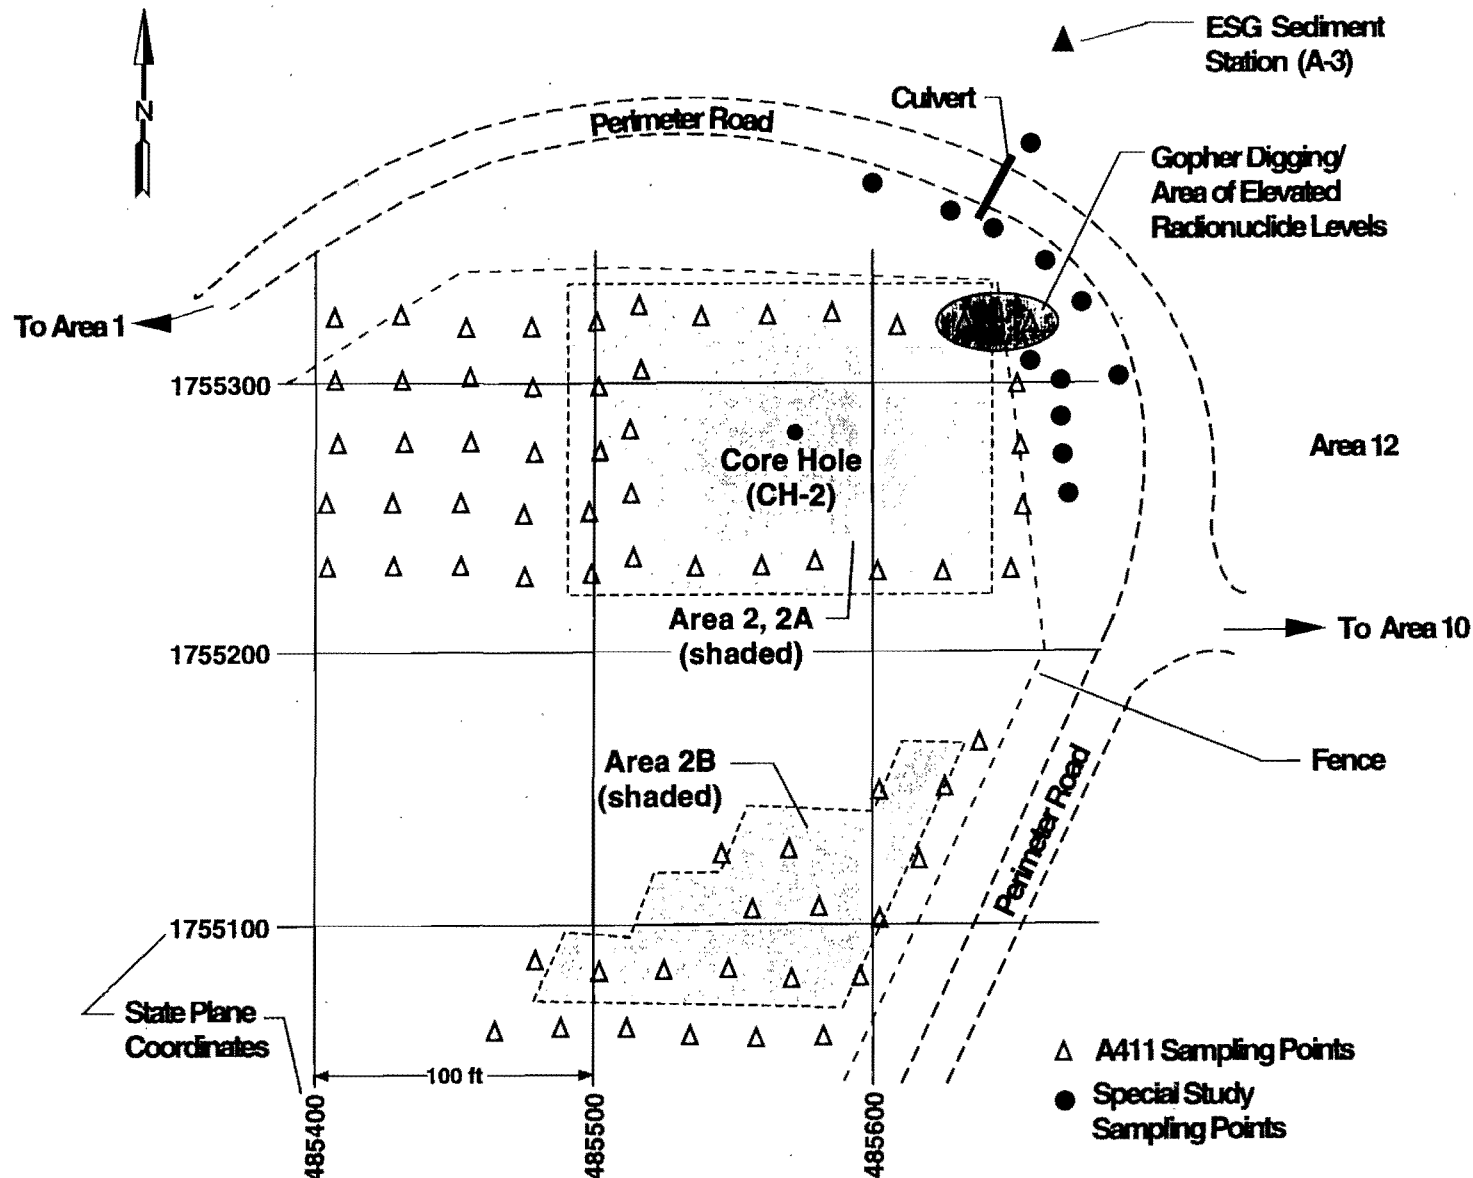 ESG Sediment
Station (A-3)
Culvert
N
Perimeter Road
Gopher Digging/
Area of Elevated
Radionuclide Levels
To Area 1
1755300
Area 12
Core Hole
(CH-2)
Area 2, 2A
(shaded)
To Area 10
1755200
Area 2B
(shaded)
Fence
Perimeter Road
1755100
State Plane
Coordinates
100 ft
A411 Sampling Points
Special Study
Sampling Points
485400
485500
485600